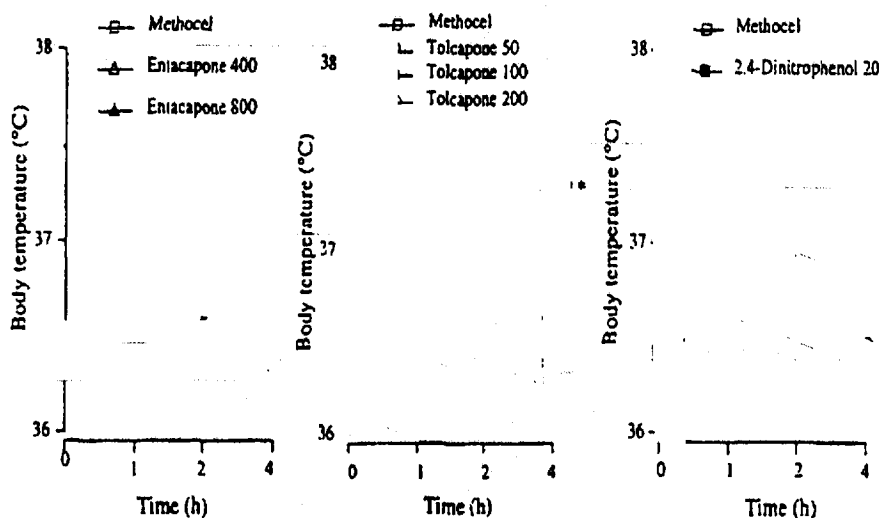 Methocel
Entacapone 400
Entacapone 800
38
37
36
Body temperature (°C)
0 1 2 4
Time (h)
Methocel
Tolcapone 50
Tolcapone 100
Tolcapone 200
38
37
36
Body temperature (°C)
*
0 1 2 4
Time (h)
Methocel
2.4-Dinitrophenol 20
38
37
36
Body temperature (°C)
0 1 2 4
Time (h)